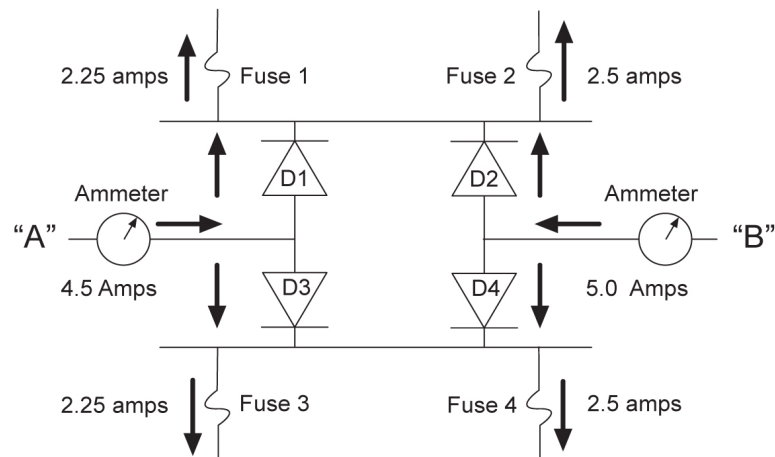 2.25 amps
Fuse 1
Fuse 2
2.5 amps
D1
D2
Ammeter
Ammeter
“A”
“B”
4.5 Amps
D3
D4
5.0 Amps
2.25 amps
Fuse 3
Fuse 4
2.5 amps